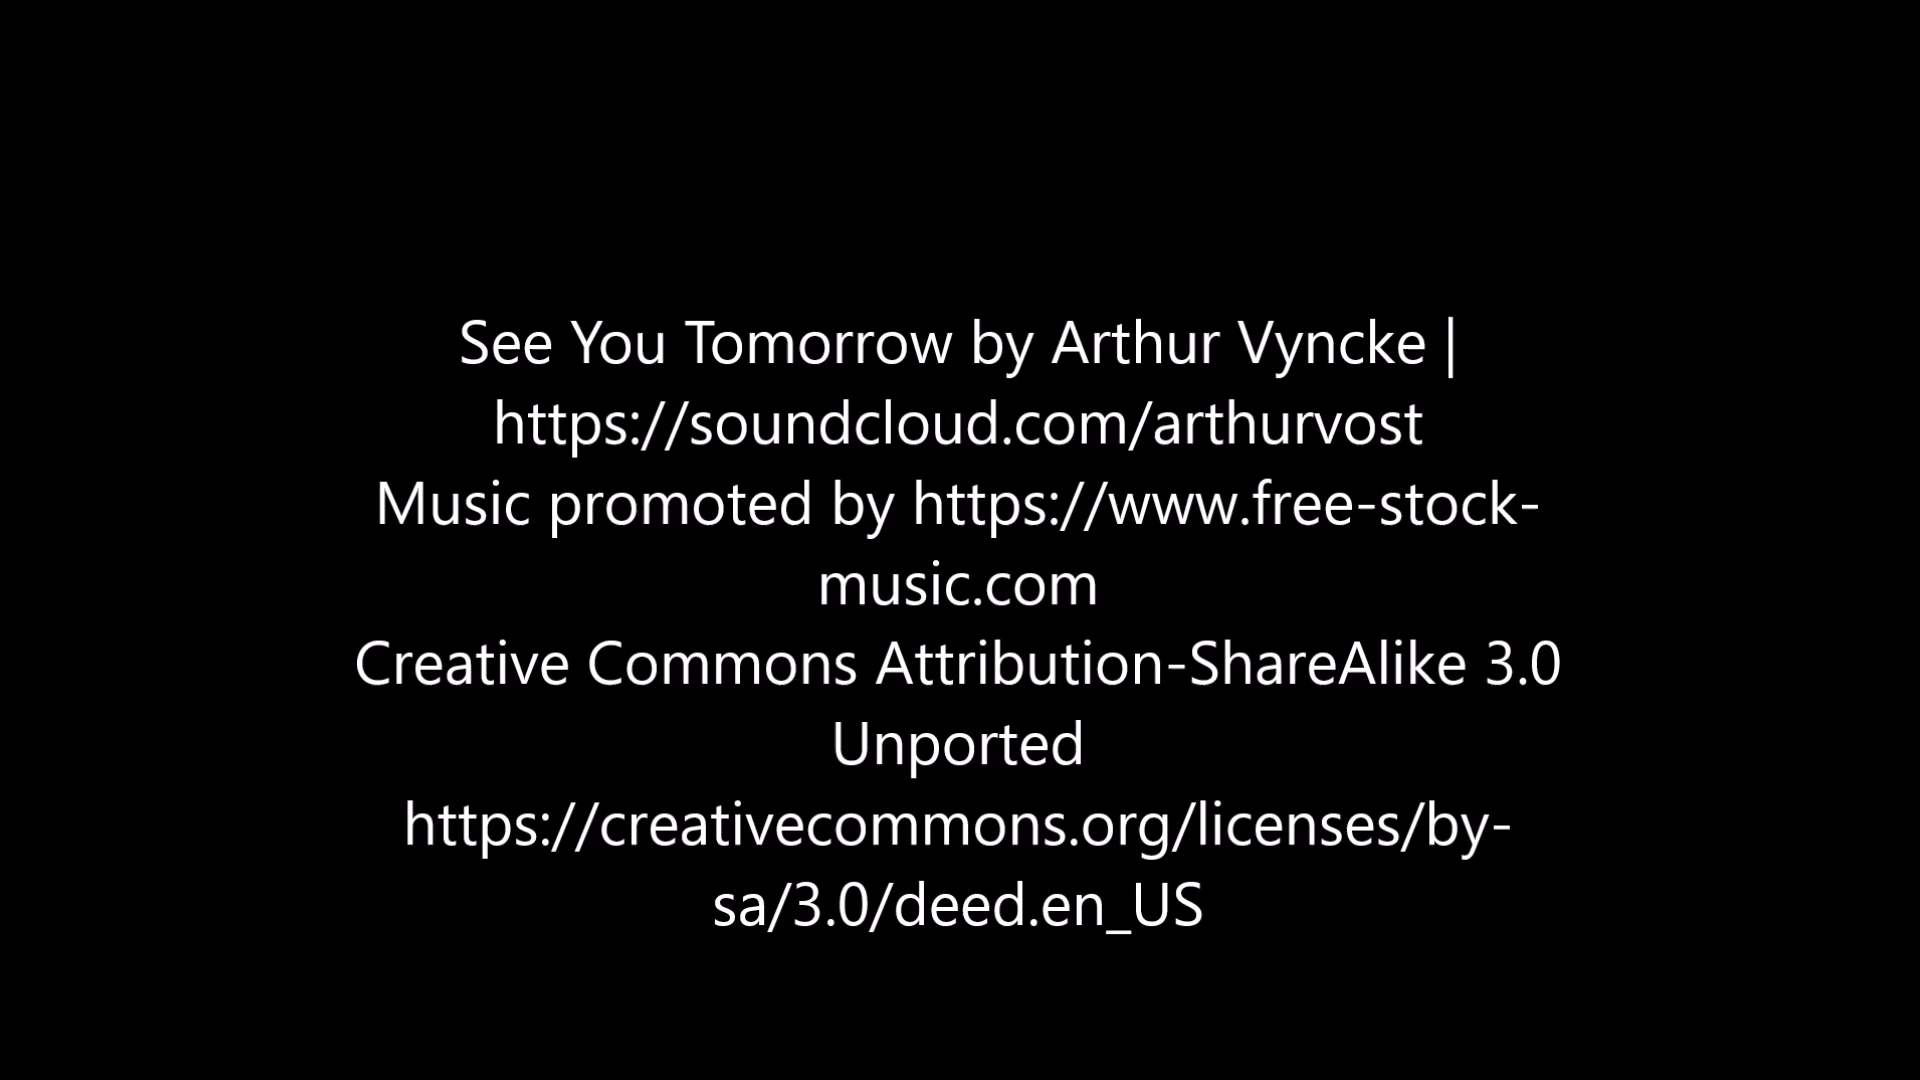 See You Tomorrow by Arthur Vyncke |
https://soundcloud.com/arthurvost
Music promoted by https://www.free-stock-
music.com
Creative Commons Attribution-ShareAlike 3.0
Unported
https://creativecommons.org/licenses/by-
sa/3.0/deed.en_US